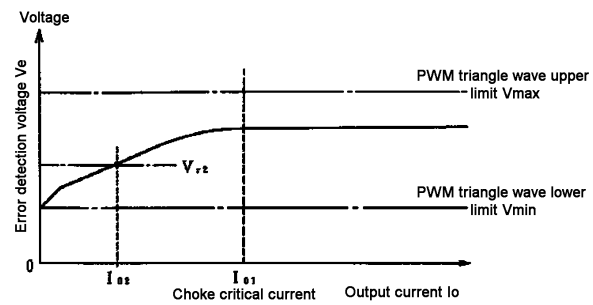 Voltage
Error detection voltage Ve
PWM triangle wave upper
limit Vmax
Vr2
PWM triangle wave lower
limit Vmin
0
I02
I01
Choke critical current
Output current Io